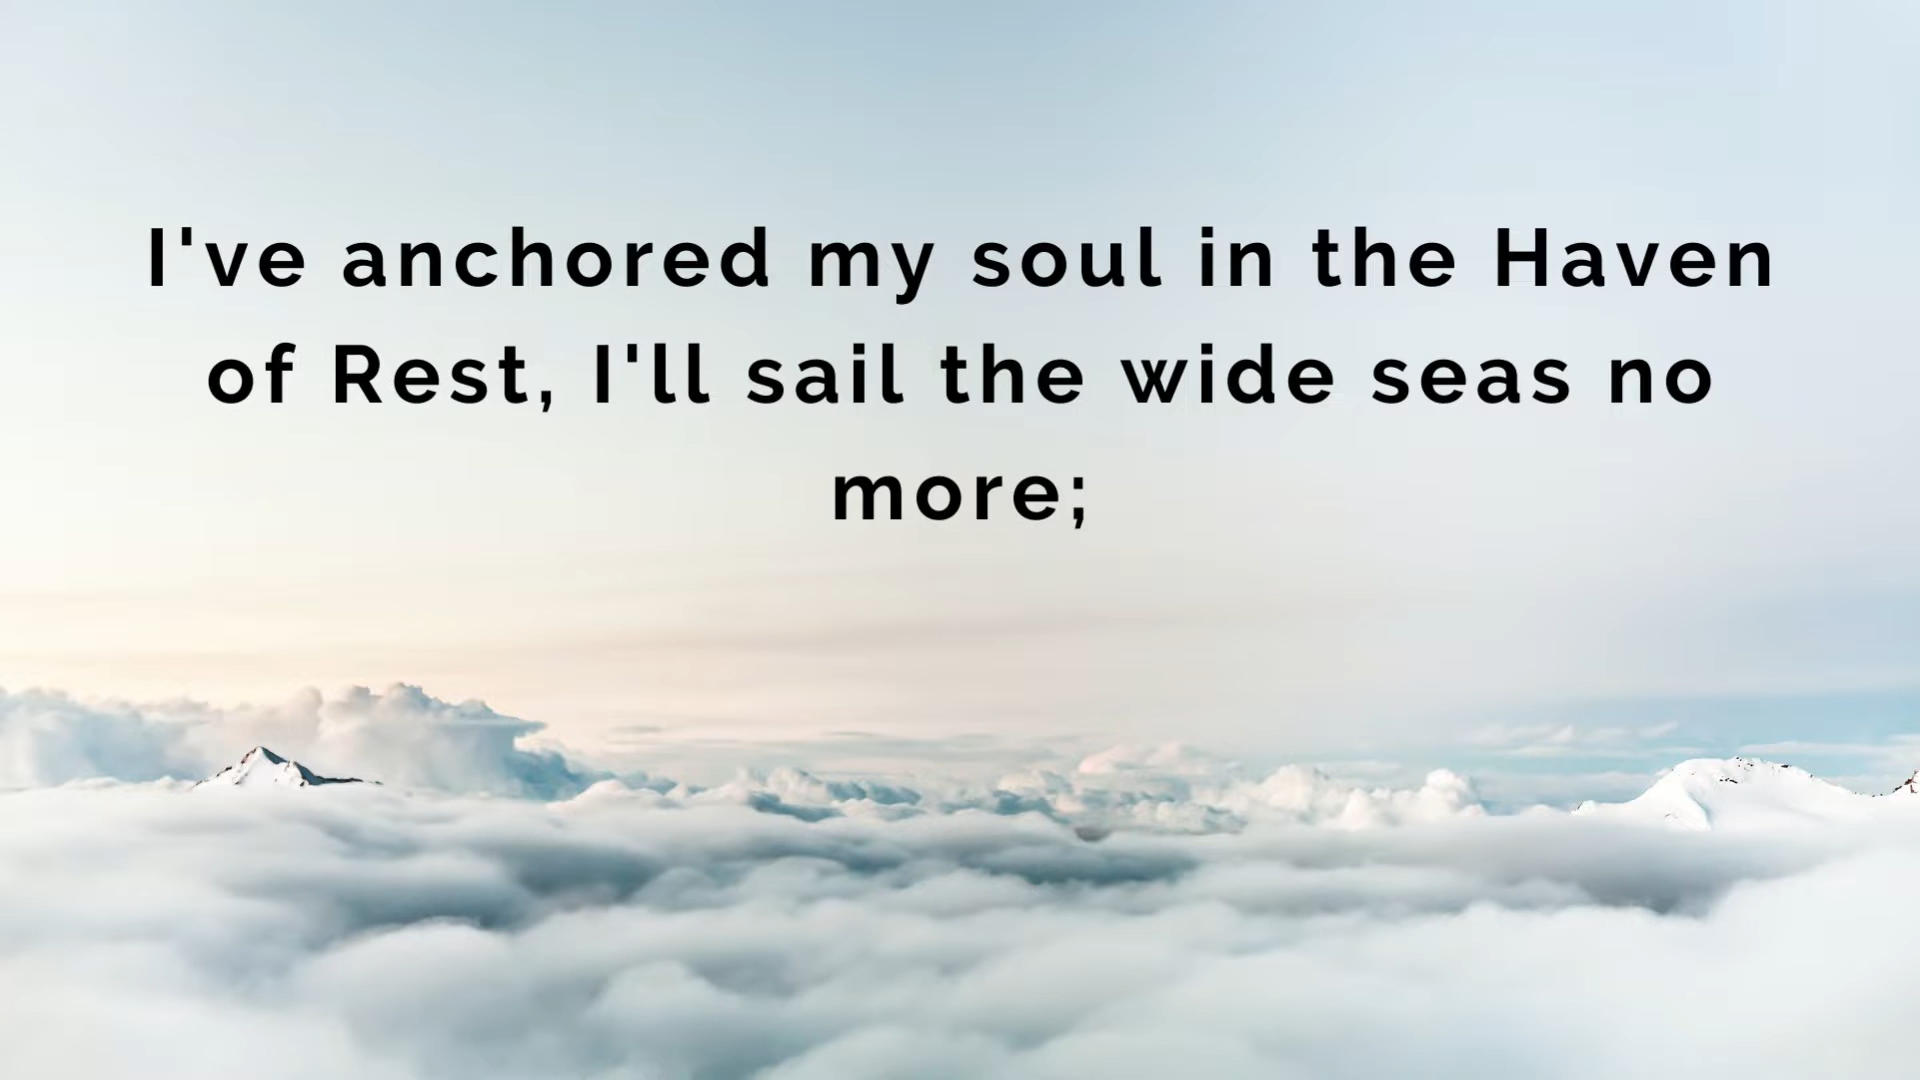 I've anchored my soul in the Haven
of Rest, I'll sail the wide seas no
more;